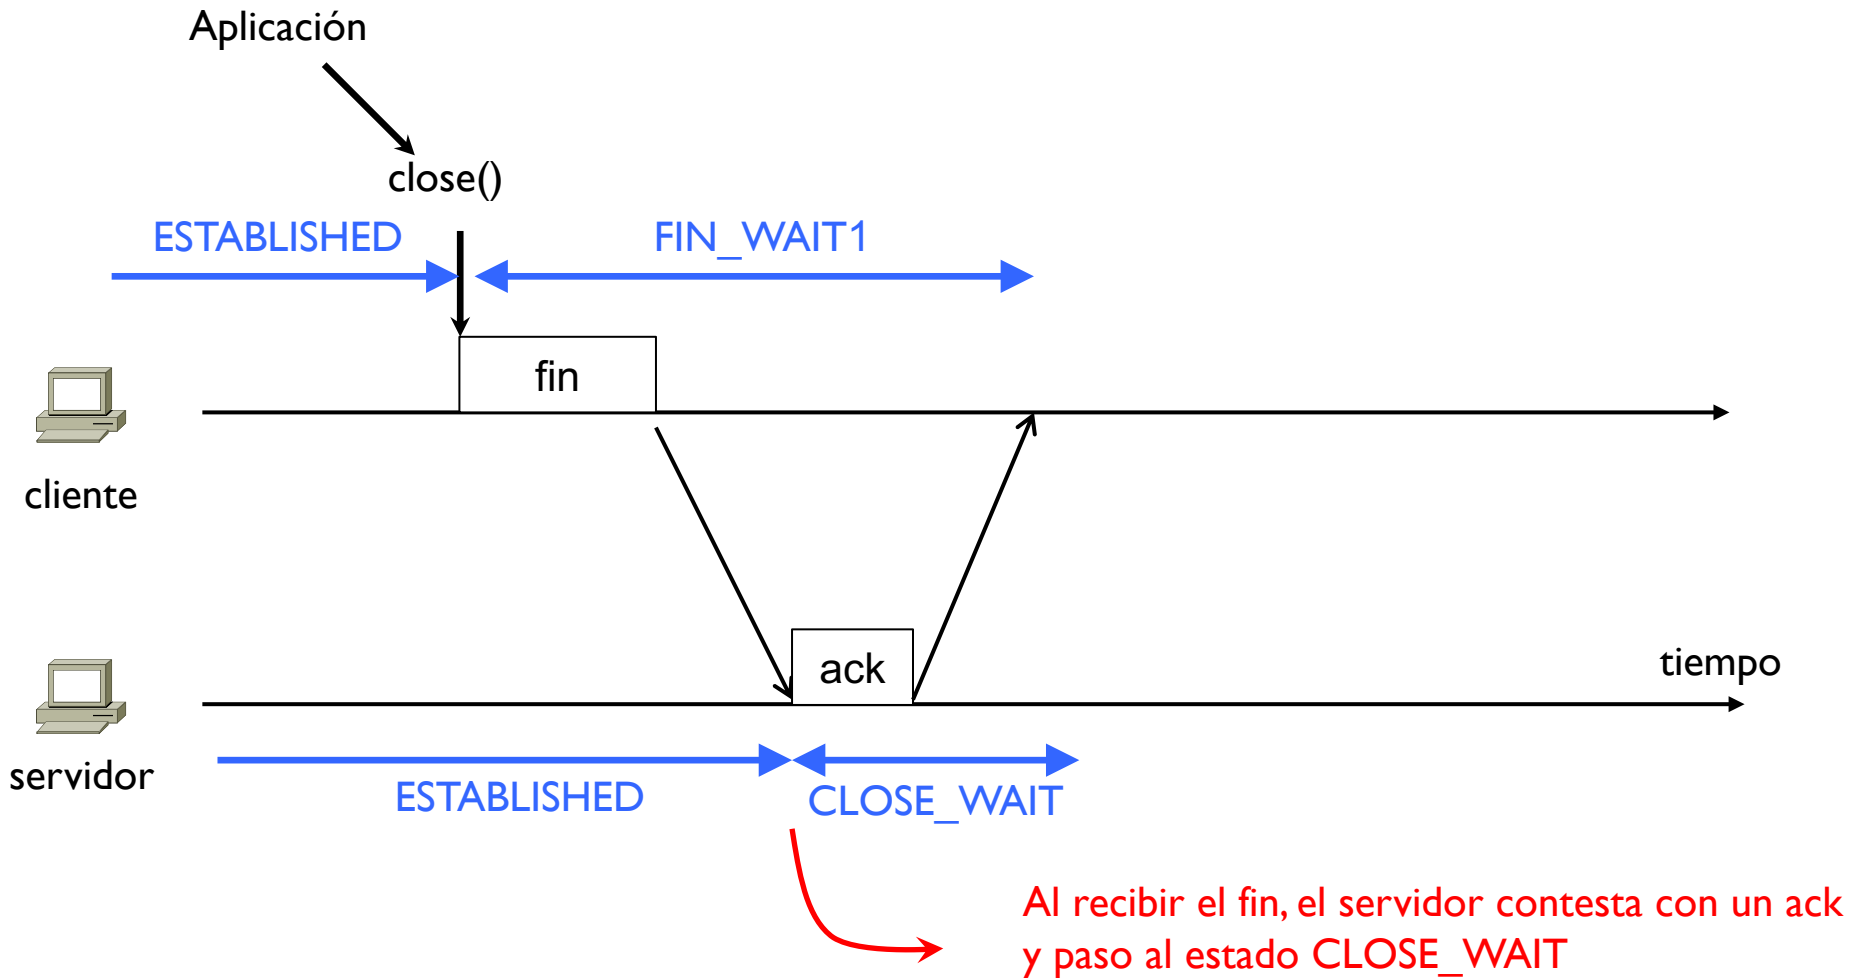 Aplicación
close()
ESTABLISHED
FIN_WAIT1
fin
cliente
ack
tiempo
servidor
ESTABLISHED
CLOSE_WAIT
Al recibir el fin, el servidor contesta con un ack
y paso al estado CLOSE_WAIT